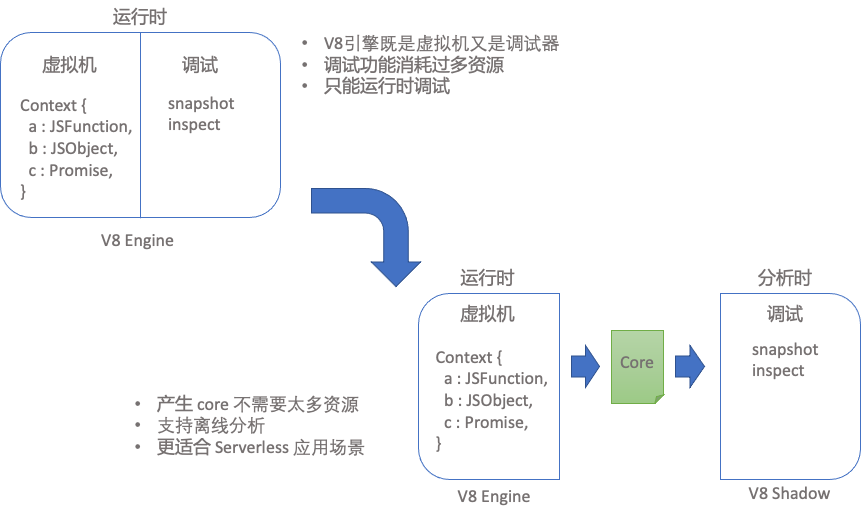 运行时
虚拟机
Context {
a : JSFunction,
b : JSObject,
c : Promise,
}
调试
snapshot
inspect
V8 Engine
• V8引擎既是虚拟机又是调试器
• 调试功能消耗过多资源
• 只能运行时调试
运行时
虚拟机
Context {
a : JSFunction,
b : JSObject,
c : Promise,
}
V8 Engine
Core
分析时
调试
snapshot
inspect
V8 Shadow
• 产生 core 不需要太多资源
• 支持离线分析
• 更适合 Serverless 应用场景